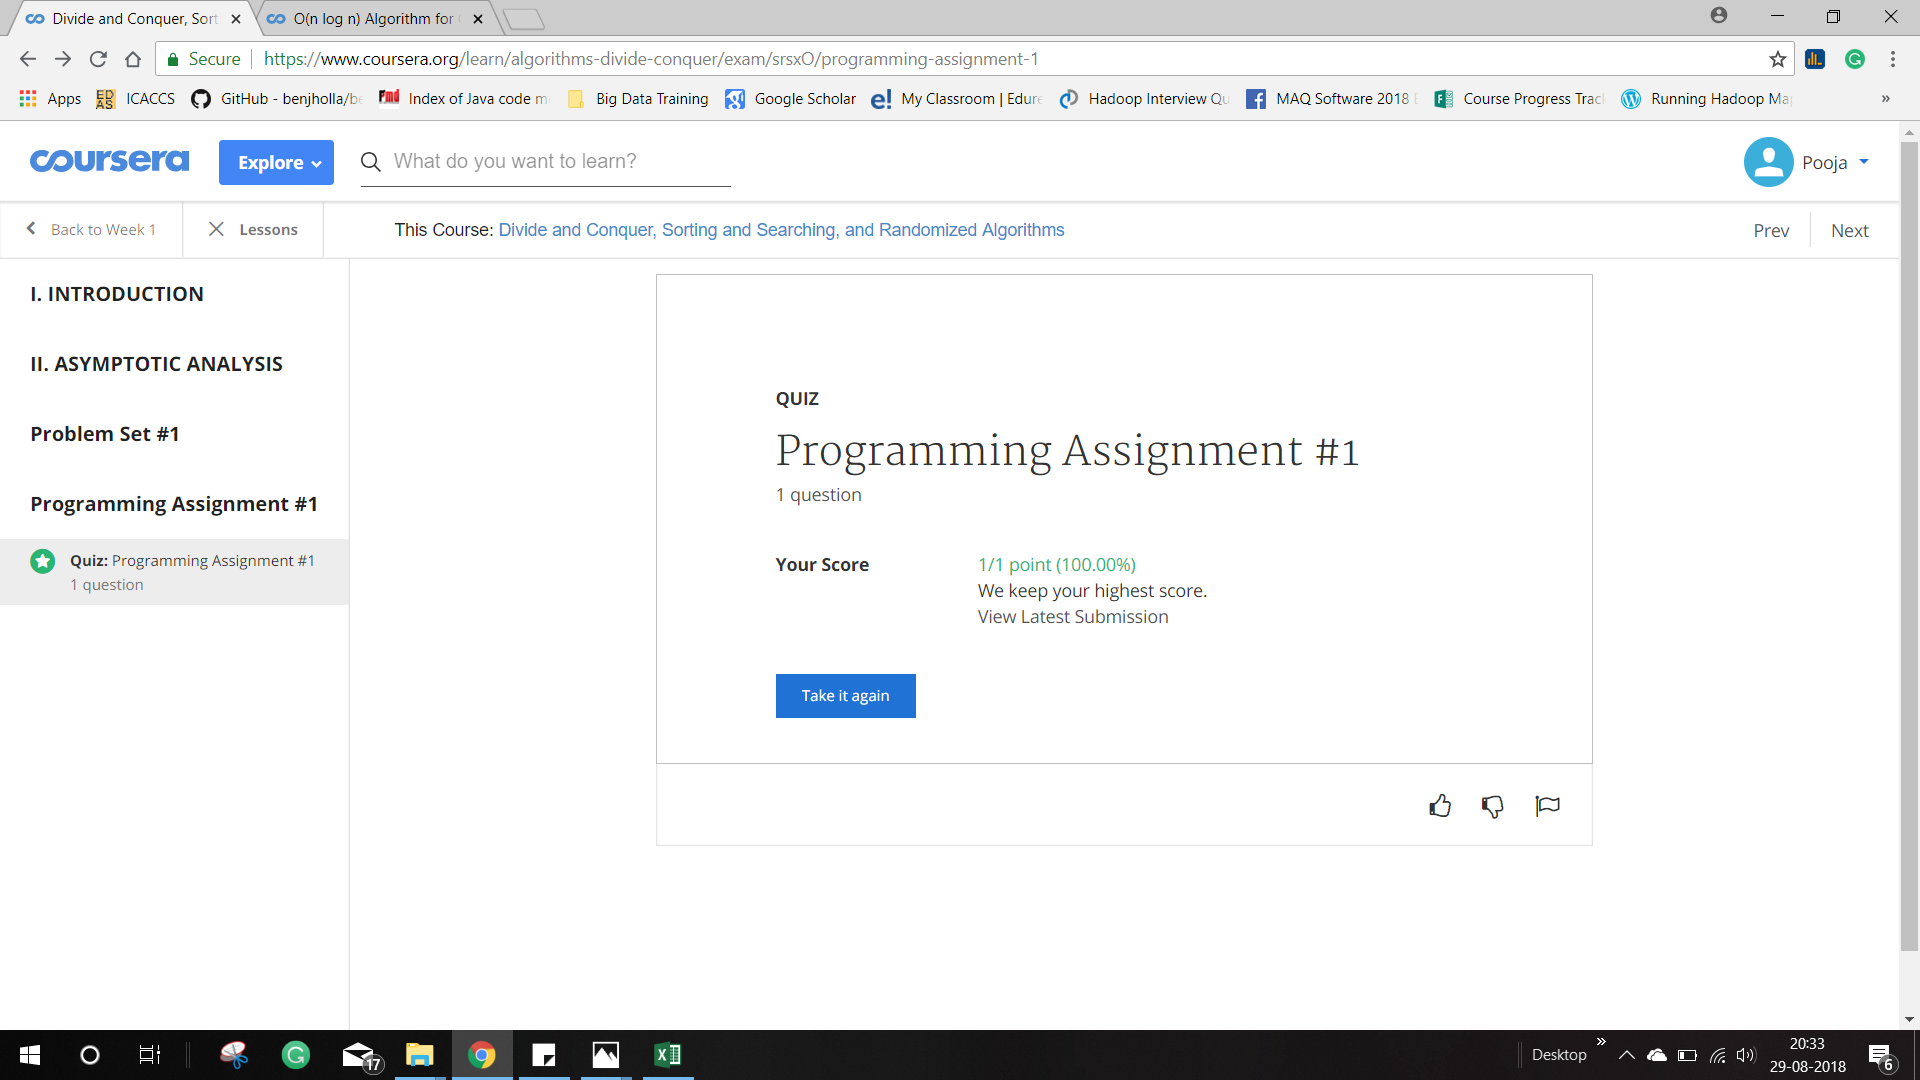 Divide and Conquer, Sort
O(n log n) Algorithm for
Secure
https://www.coursera.org/learn/algorithms-divide-conquer/exam/srsxO/programming-assignment-1
Apps
EDAS
ICACCS
GitHub - benjholla/be
Fmd
Index of Java code m
Big Data Training
Google Scholar
e!
My Classroom | Edure
Hadoop Interview Qu
MAQ Software 2018
Course Progress Trac
Running Hadoop Ma
»
coursera
Explore
What do you want to learn?
Pooja
Back to Week 1
Lessons
This Course: Divide and Conquer, Sorting and Searching, and Randomized Algorithms
Prev
Next
I. INTRODUCTION
II. ASYMPTOTIC ANALYSIS
Problem Set #1
Programming Assignment #1
Quiz: Programming Assignment #1
1 question
QUIZ
Programming Assignment #1
1 question
Your Score
1/1 point (100.00%)
We keep your highest score.
View Latest Submission
Take it again
17
Desktop
»
20:33
29-08-2018
6